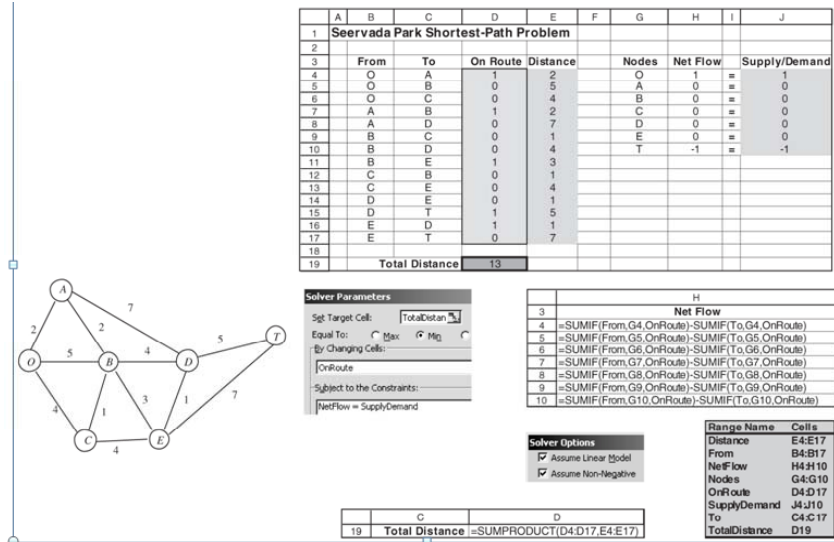 A B C D E F G H I J
1 Seervada Park Shortest-Path Problem
2
3 From To On Route Distance Nodes Net Flow Supply/Demand
4 O A 1 2 O 1 = 1
5 O B 0 5 A 0 = 0
6 O C 0 4 B 0 = 0
7 A B 1 2 C 0 = 0
8 A D 0 7 D 0 = 0
9 B C 0 1 E 0 = 0
10 B D 0 4 T -1 = -1
11 B E 1 3
12 C B 0 1
13 C E 0 4
14 D E 0 1
15 D T 1 5
16 E D 1 1
17 E T 0 7
18
19 Total Distance 13
A
7
2
2
5
T
O
5
B
4
D
4
1
3
1
7
C
4
E
Solver Parameters
Set Target Cell: TotalDistan
Equal To: Max Min
By Changing Cells:
OnRoute
Subject to the Constraints:
NetFlow = SupplyDemand
H
3 Net Flow
4 =SUMIF(From,G4,OnRoute)-SUMIF(To,G4,OnRoute)
5 =SUMIF(From,G5,OnRoute)-SUMIF(To,G5,OnRoute)
6 =SUMIF(From,G6,OnRoute)-SUMIF(To,G6,OnRoute)
7 =SUMIF(From,G7,OnRoute)-SUMIF(To,G7,OnRoute)
8 =SUMIF(From,G8,OnRoute)-SUMIF(To,G8,OnRoute)
9 =SUMIF(From,G9,OnRoute)-SUMIF(To,G9,OnRoute)
10 =SUMIF(From,G10,OnRoute)-SUMIF(To,G10,OnRoute)
Solver Options
Assume Linear Model
Assume Non-Negative
Range Name Cells
Distance E4:E17
From B4:B17
NetFlow H4:H10
Nodes G4:G10
OnRoute D4:D17
SupplyDemand J4:J10
To C4:C17
TotalDistance D19
C D
19 Total Distance =SUMPRODUCT(D4:D17,E4:E17)